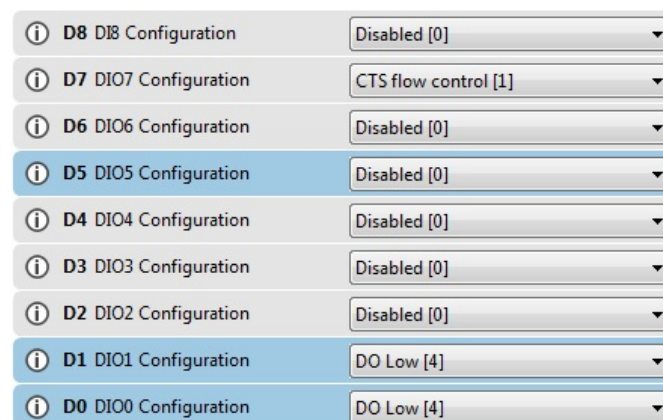 D8 DI8 Configuration Disabled [0]
D7 DIO7 Configuration CTS flow control [1]
D6 DIO6 Configuration Disabled [0]
D5 DIO5 Configuration Disabled [0]
D4 DIO4 Configuration Disabled [0]
D3 DIO3 Configuration Disabled [0]
D2 DIO2 Configuration Disabled [0]
D1 DIO1 Configuration DO Low [4]
D0 DIO0 Configuration DO Low [4]